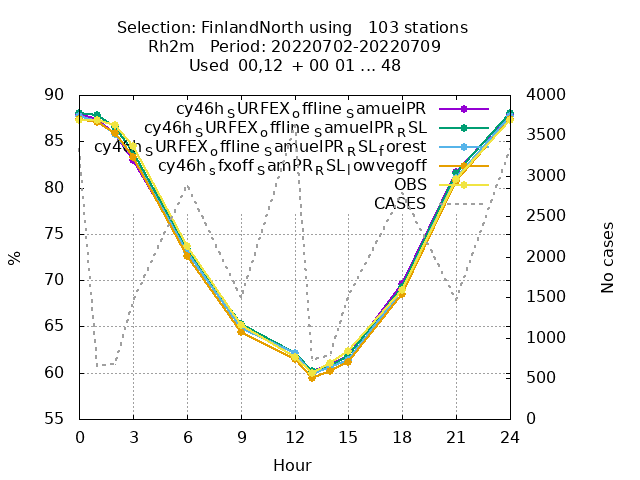 Selection: FinlandNorth using   103 stations
Rh2m   Period: 20220702-20220709
Used  00,12  + 00 01 ... 48
90
85
80
75
70
65
60
55
4000
3500
3000
2500
2000
1500
1000
500
0
cy46h_SURFEX_offline_SamuelPR
cy46h_SURFEX_offline_SamuelPR_RSL
cy46h_SURFEX_offline_SamuelPR_RSL_forest
cy46h_sfxoff_SamPR_RSL_lowvegoff
OBS
CASES
%
No cases
0 3 6 9 12 15 18 21 24
Hour